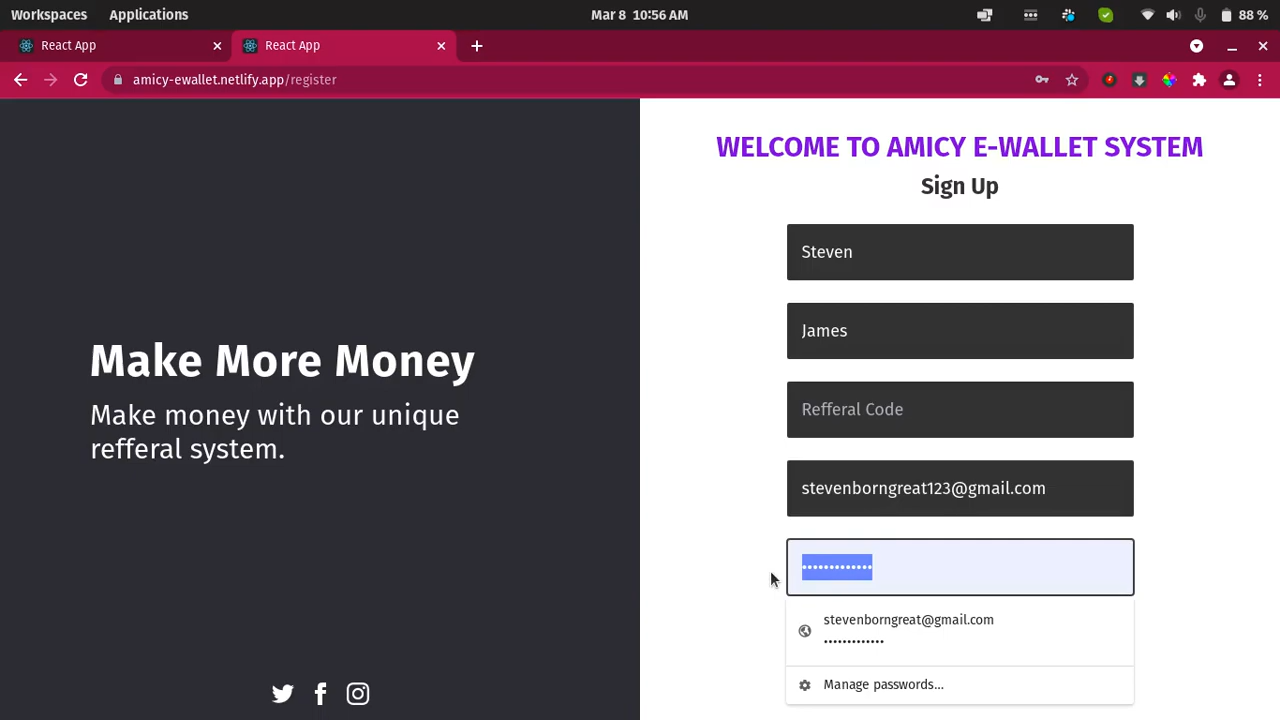 Workspaces Applications Mar 8 10:56 AM 88 %
React App React App
amicy-ewallet.netlify.app/register
WELCOME TO AMICY E-WALLET SYSTEM
Sign Up
Steven
James
Refferal Code
stevenborngreat123@gmail.com
•••••••••••••
stevenborngreat@gmail.com
•••••••••••••
Manage passwords...
Make More Money
Make money with our unique
refferal system.